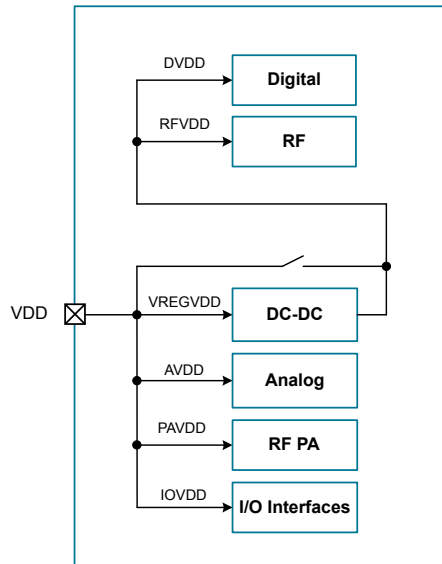 DVDD
Digital
RFVDD
RF
VDD
VREGVDD
DC-DC
AVDD
Analog
PAVDD
RF PA
IOVDD
I/O Interfaces